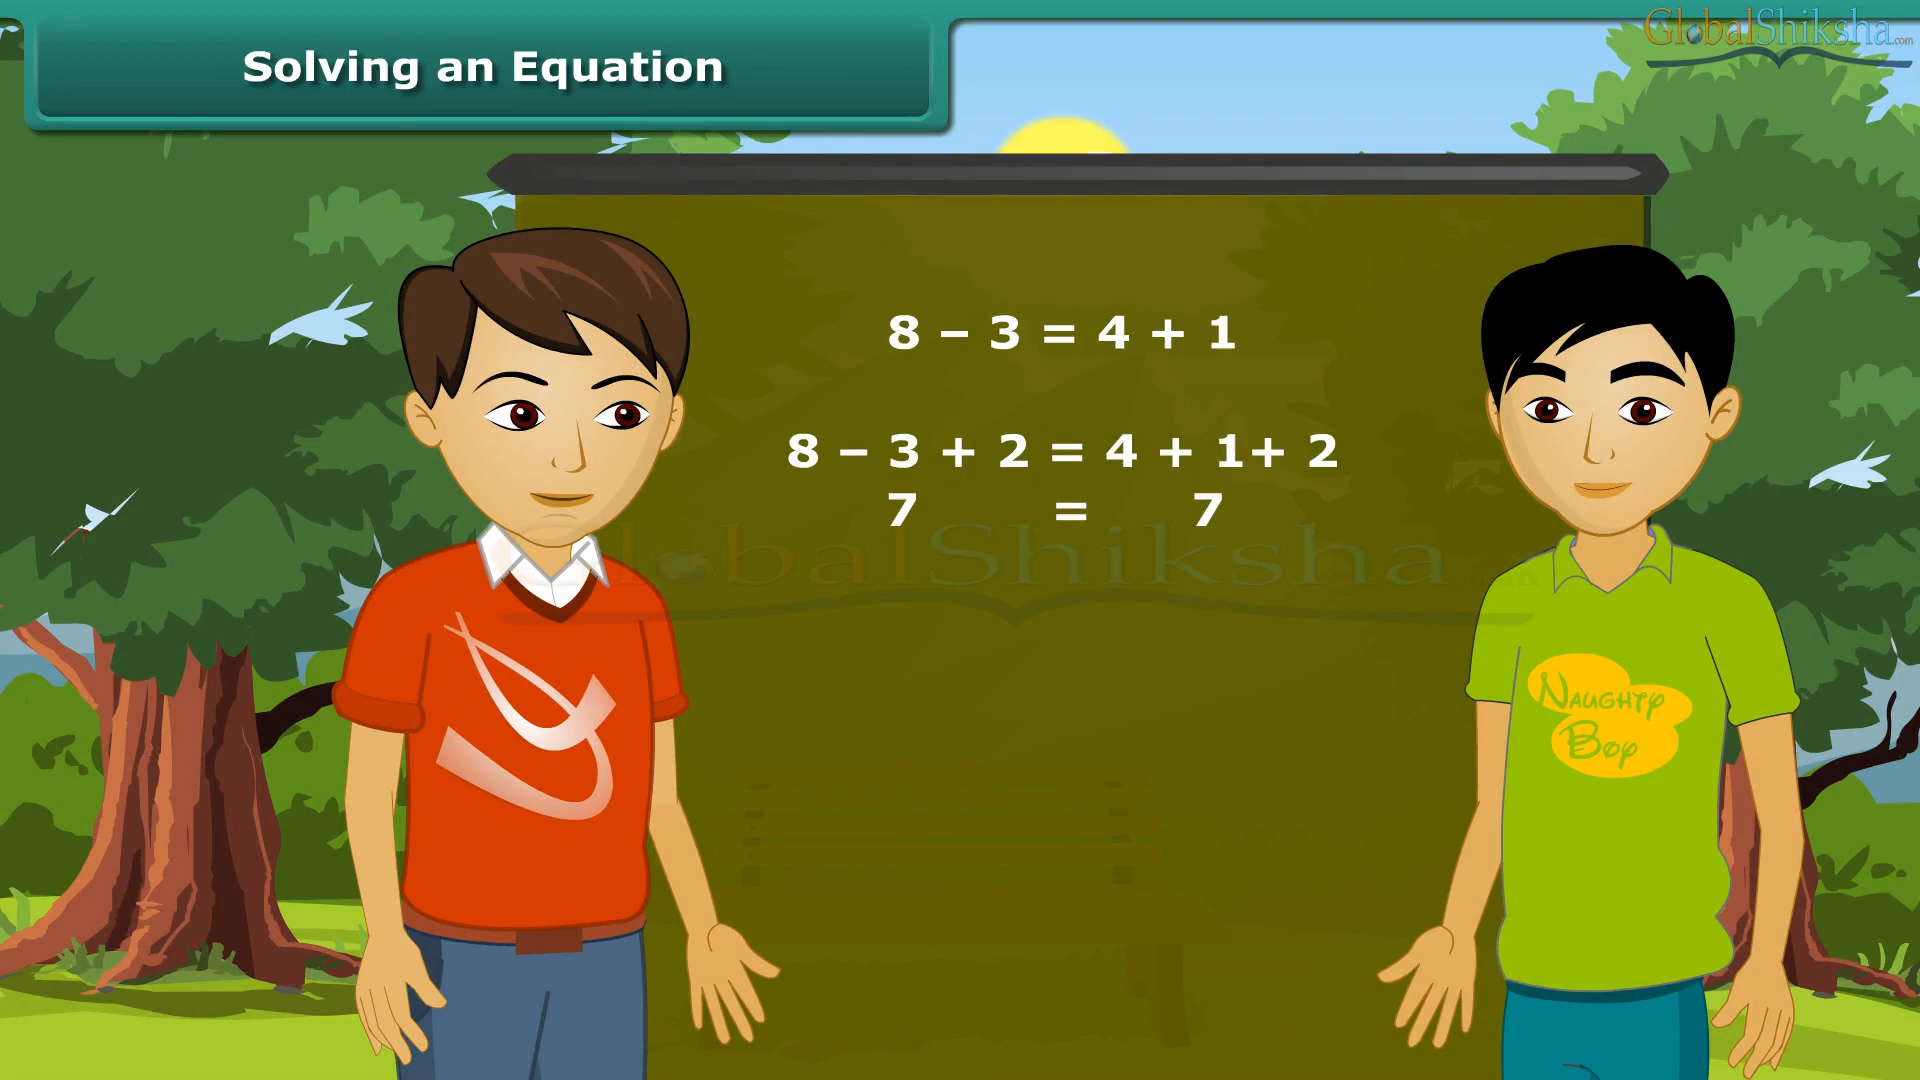 Solving an Equation
GlobalShiksha.com
8 – 3 = 4 + 1
8 – 3 + 2 = 4 + 1+ 2
7 = 7
GlobalShiksha
Naughty
Boy